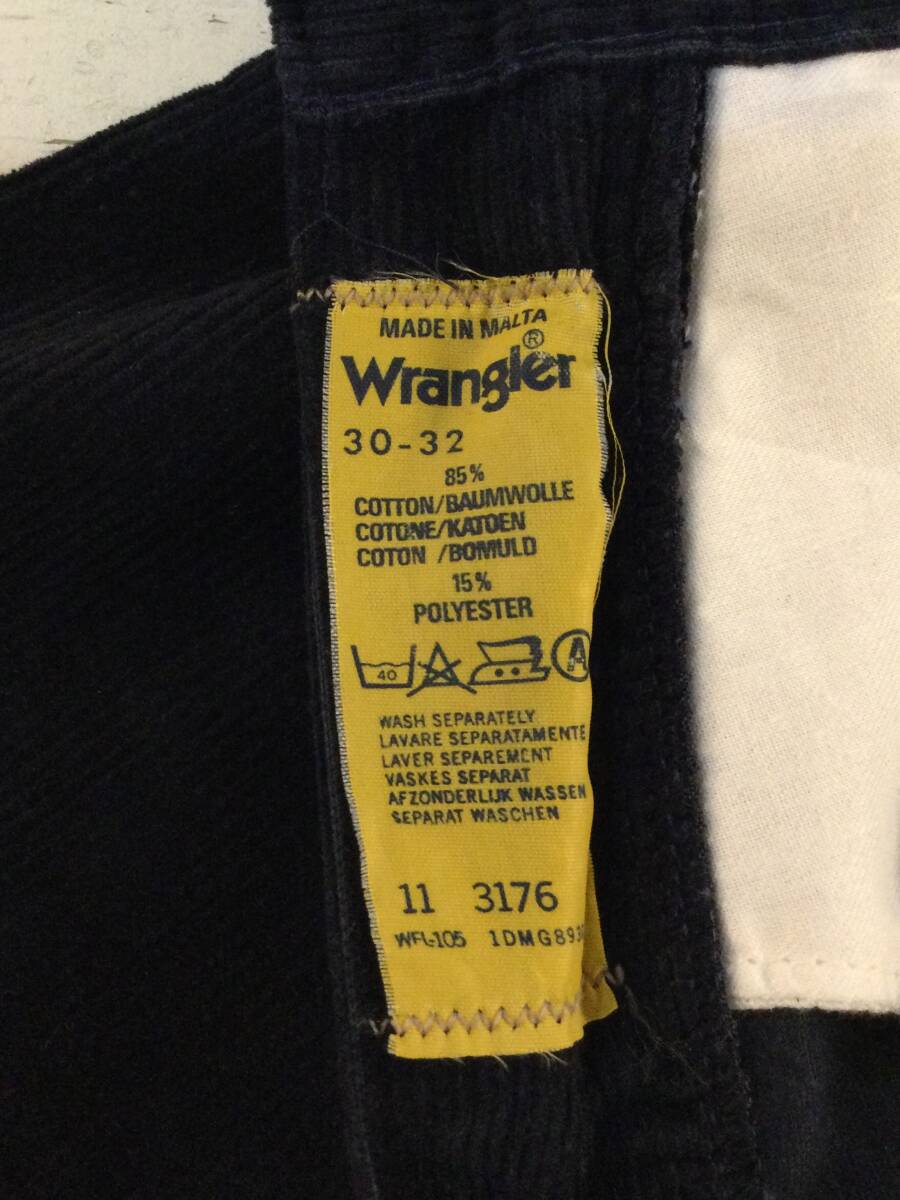 MADE IN MALTA
Wrangler®
30-32
85%
COTTON/BAUMWOLLE
COTONE/KATOEN
COTON /BOMULD
15%
POLYESTER
40 A
WASH SEPARATELY
LAVARE SEPARATAMENTE
LAVER SEPAREMENT
VASKES SEPARAT
AFZONDERLIJK WASSEN
SEPARAT WASCHEN
11 3176
WFL-105